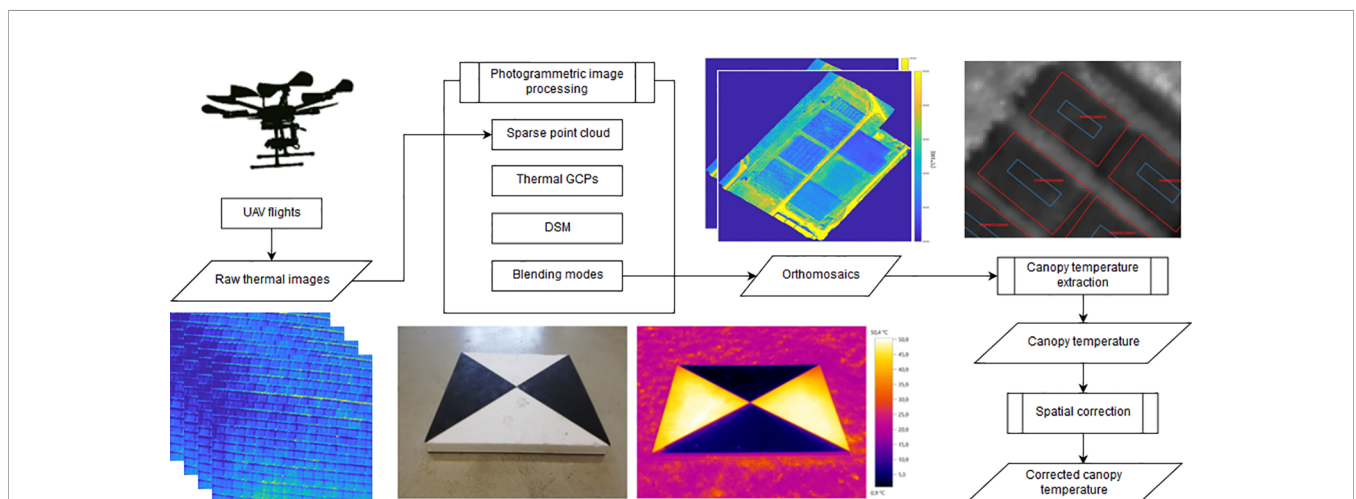 Photogrammetric image
processing
Sparse point cloud
Thermal GCPs
DSM
Blending modes
UAV flights
Raw thermal images
Orthomosaics
Canopy temperature
extraction
Canopy temperature
Spatial correction
Corrected canopy
temperature
50,4 °C
50,0
45,0
40,0
35,0
30,0
25,0
20,0
15,0
10,0
5,0
0,9 °C